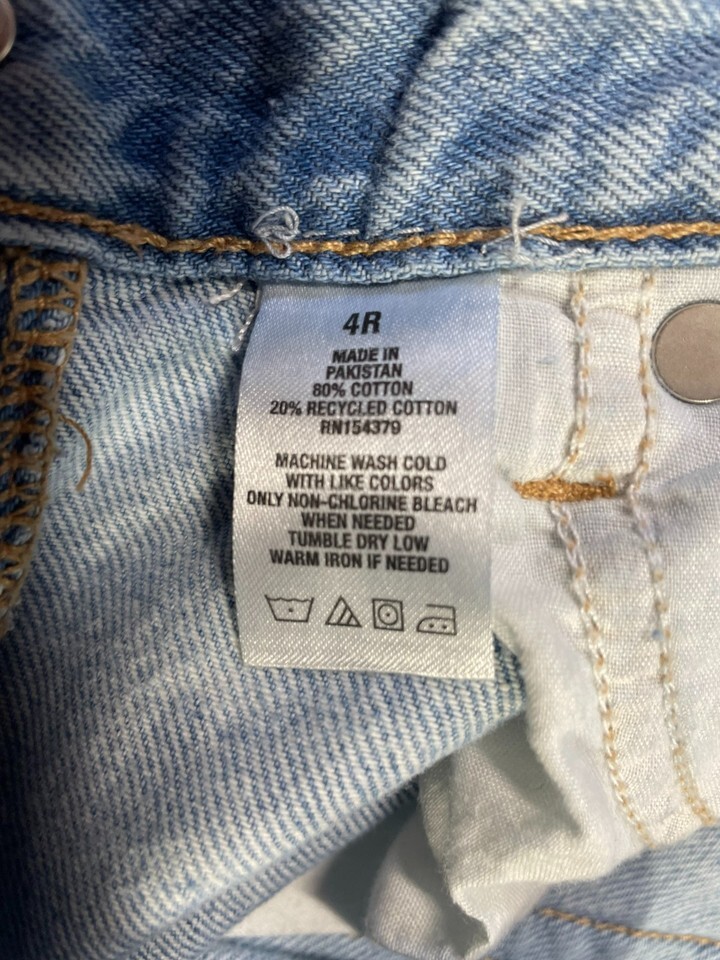 4R
MADE IN
PAKISTAN
80% COTTON
20% RECYCLED COTTON
RN154379
MACHINE WASH COLD
WITH LIKE COLORS
ONLY NON-CHLORINE BLEACH
WHEN NEEDED
TUMBLE DRY LOW
WARM IRON IF NEEDED